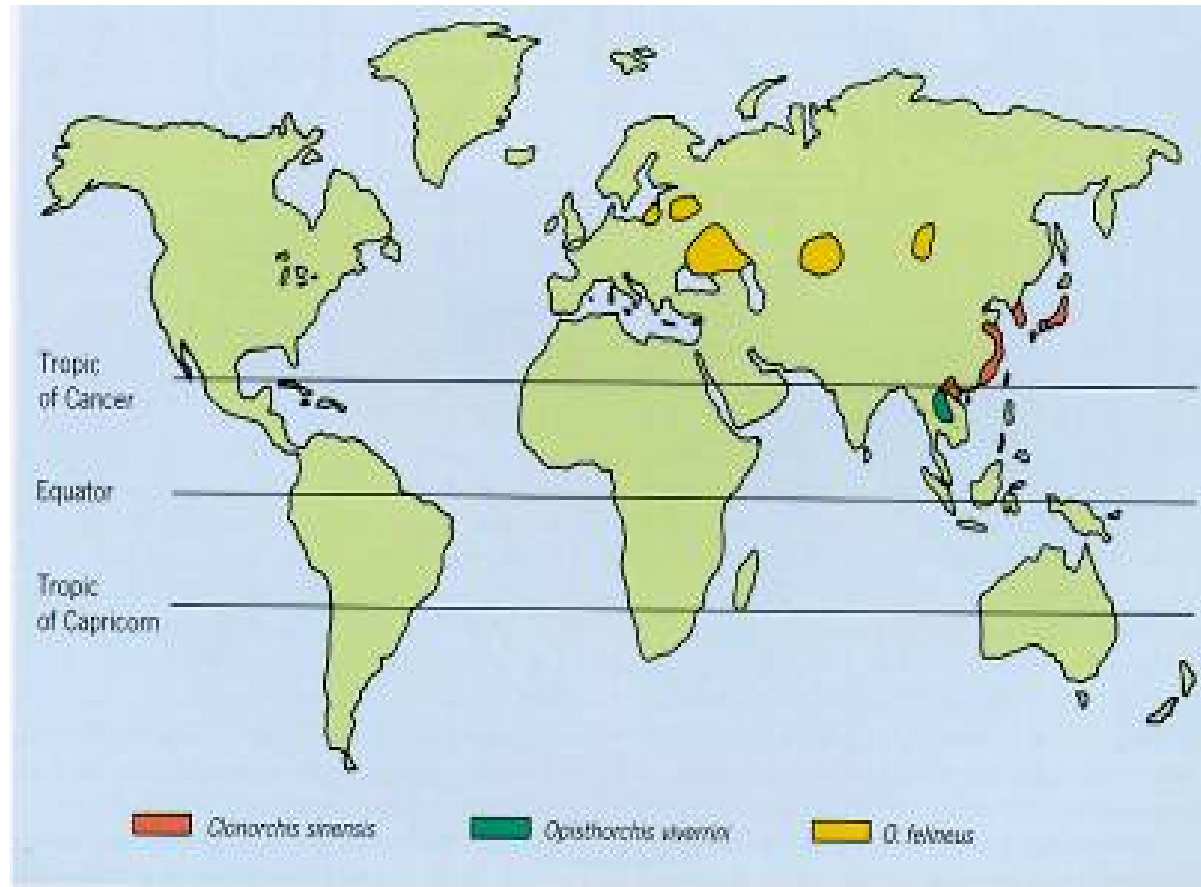 Tropic
of Cancer
Equator
Tropic
of Capricorn
Clonorchis sinensis
Opisthorchis viverrini
O. felineus